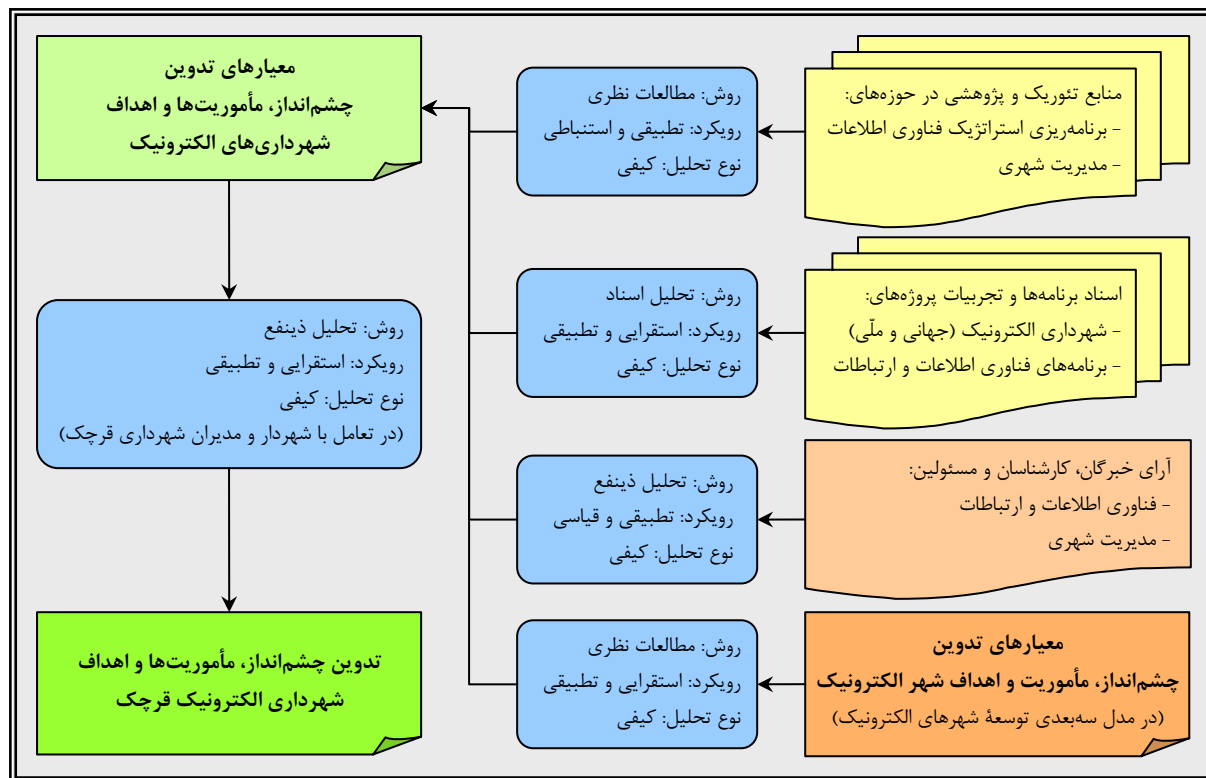 منابع تئوریک و پژوهشی در حوزه‌های:
- برنامه‌ریزی استراتژیک فناوری اطلاعات
- مدیریت شهری
روش: مطالعات نظری
رویکرد: تطبیقی و استنباطی
نوع تحلیل: کیفی
معیارهای تدوین
چشم‌انداز، مأموریت‌ها و اهداف
شهرداری‌های الکترونیک
اسناد برنامه‌ها و تجربیات پروژه‌های:
- شهرداری الکترونیک (جهانی و ملّی)
- برنامه‌های فناوری اطلاعات و ارتباطات
روش: تحلیل اسناد
رویکرد: استقرایی و تطبیقی
نوع تحلیل: کیفی
روش: تحلیل ذینفع
رویکرد: استقرایی و تطبیقی
نوع تحلیل: کیفی
(در تعامل با شهردار و مدیران شهرداری قرچک)
آرای خبرگان، کارشناسان و مسئولین:
- فناوری اطلاعات و ارتباطات
- مدیریت شهری
روش: تحلیل ذینفع
رویکرد: تطبیقی و قیاسی
نوع تحلیل: کیفی
معیارهای تدوین
چشم‌انداز، مأموریت و اهداف شهر الکترونیک
(در مدل سه‌بعدی توسعهٔ شهرهای الکترونیک)
روش: مطالعات نظری
رویکرد: استقرایی و تطبیقی
نوع تحلیل: کیفی
تدوین چشم‌انداز، مأموریت‌ها و اهداف
شهرداری الکترونیک قرچک